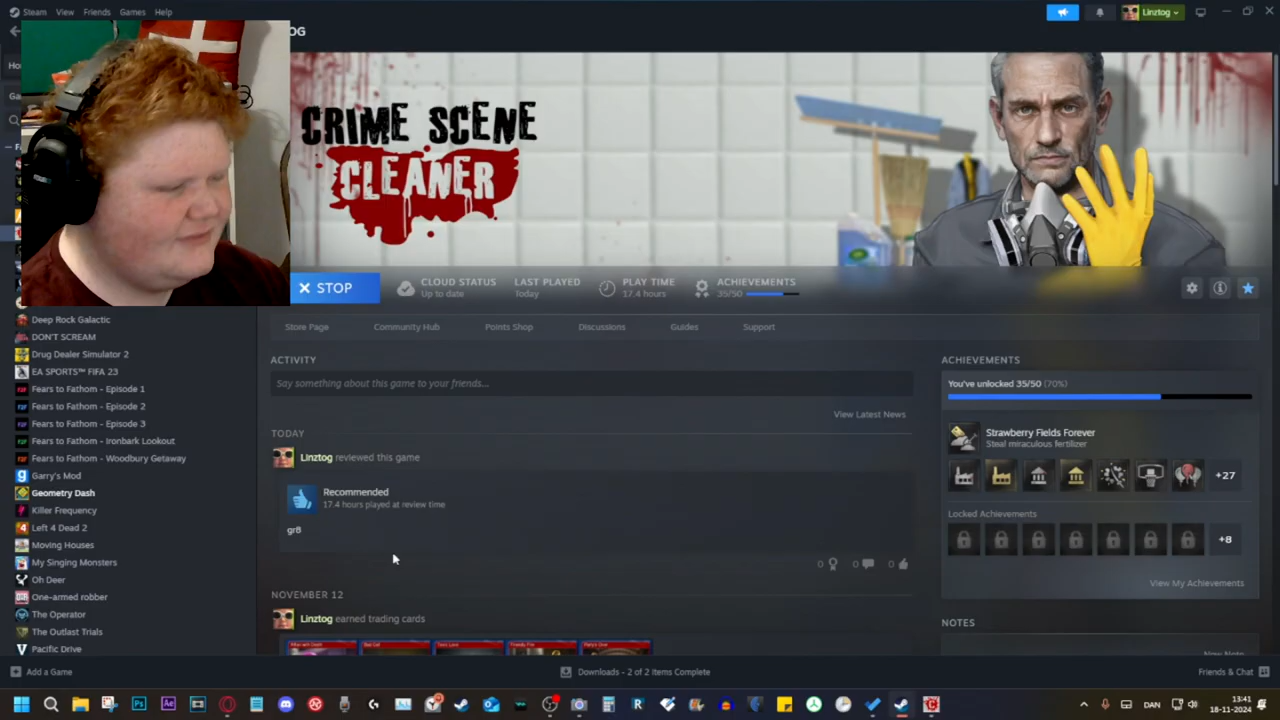 Steam View Friends Games Help
Linztog
OG
CRIME SCENE
CLEANER
STOP
CLOUD STATUS
Up to date
LAST PLAYED
Today
PLAY TIME
17.4 hours
ACHIEVEMENTS
35/50
Store Page Community Hub Points Shop Discussions Guides Support
Deep Rock Galactic
DON'T SCREAM
Drug Dealer Simulator 2
EA SPORTS™ FIFA 23
Fears to Fathom - Episode 1
Fears to Fathom - Episode 2
Fears to Fathom - Episode 3
Fears to Fathom - Ironbark Lookout
Fears to Fathom - Woodbury Getaway
Garry's Mod
Geometry Dash
Killer Frequency
Left 4 Dead 2
Moving Houses
My Singing Monsters
Oh Deer
One-armed robber
The Operator
The Outlast Trials
Pacific Drive
ACTIVITY
Say something about this game to your friends...
View Latest News
TODAY
Linztog reviewed this game
Recommended
17.4 hours played at review time
gr8
0 0 0
NOVEMBER 12
Linztog earned trading cards
ACHIEVEMENTS
You've unlocked 35/50 (70%)
Strawberry Fields Forever
Steal miraculous fertilizer
+27
Locked Achievements
+8
View My Achievements
NOTES
New Note
Add a Game
Downloads - 2 of 2 Items Complete
Friends & Chat
DAN
13:41
18-11-2024